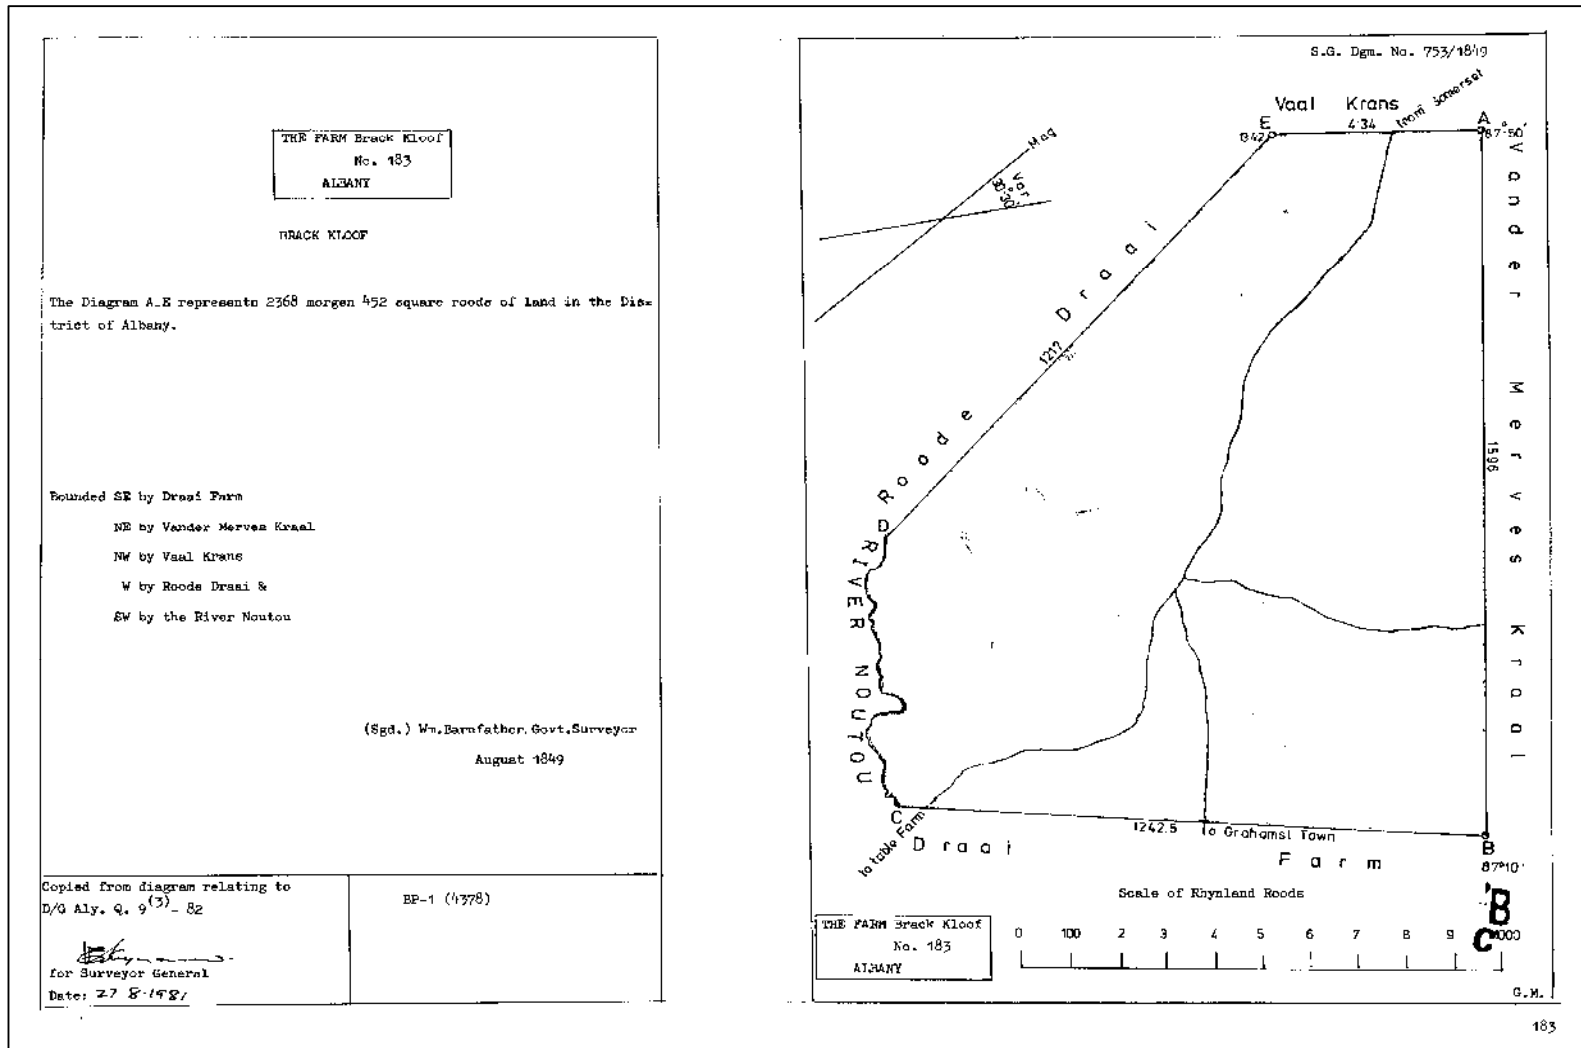 THE FARM Brack Kloof
No. 183
ALBANY
BRACK KLOOF
The Diagram A_E represents 2368 morgen 452 square roods of land in the Dis=
trict of Albany.
Bounded SE by Draai Farm
NE by Vander Merves Kraal
NW by Vaal Krans
W by Roode Draai &
SW by the River Noutou
(Sgd.) Wm.Barnfather.Govt.Surveyor
August 1849
Copied from diagram relating to
D/G Aly. Q. 9(3)_ 82
for Surveyor General
Date: 27 8-1981
BP-1 (4378)
S.G. Dgm. No. 753/1849
Vaal Krans
from Somerset
E
4:34
A
87°50'
Mag
Var
Vander Merves Kraal
Roode Draai
1217
1596
D
RIVER NOUTOU
C
to table Farm
1242.5
to Grahamst Town
B
Draai Farm
87°10'
Scale of Rhynland Roods
B
B
C
THE FARM Brack Kloof
No. 183
ALBANY
0 100 2 3 4 5 6 7 8 9 1000
G.M.
183